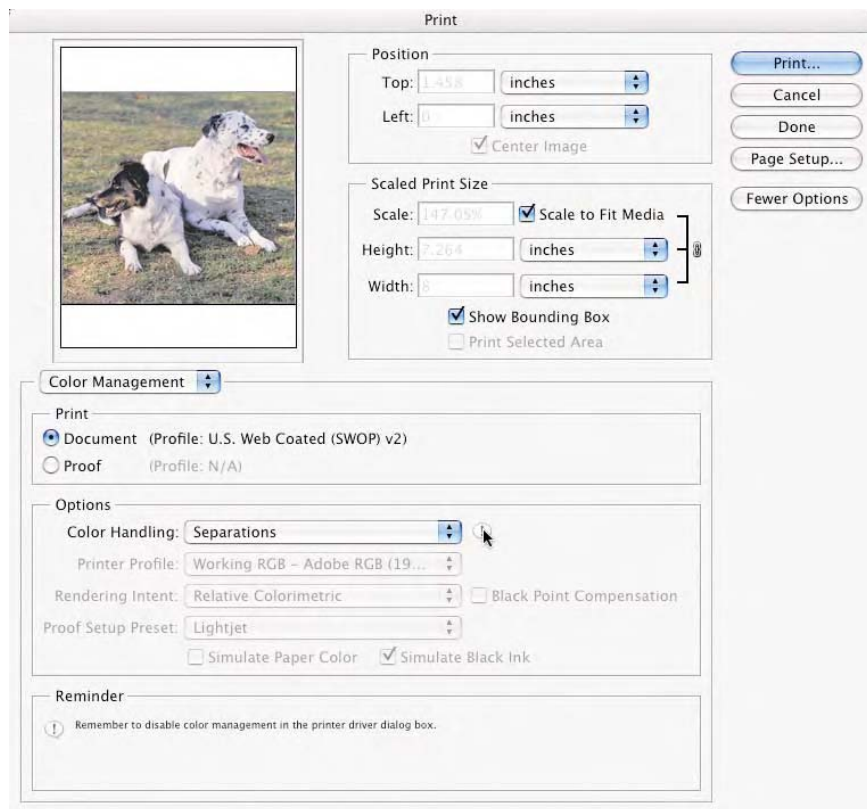 Print
Position
Top: 1.458 inches
Left: 0 inches
Center Image
Scaled Print Size
Scale: 147.05% Scale to Fit Media
Height: 7.264 inches
Width: 8 inches
Show Bounding Box
Print Selected Area
Print...
Cancel
Done
Page Setup...
Fewer Options
Color Management
Print
Document (Profile: U.S. Web Coated (SWOP) v2)
Proof (Profile: N/A)
Options
Color Handling: Separations
Printer Profile: Working RGB – Adobe RGB (19...
Rendering Intent: Relative Colorimetric Black Point Compensation
Proof Setup Preset: Lightjet
Simulate Paper Color Simulate Black Ink
Reminder
Remember to disable color management in the printer driver dialog box.